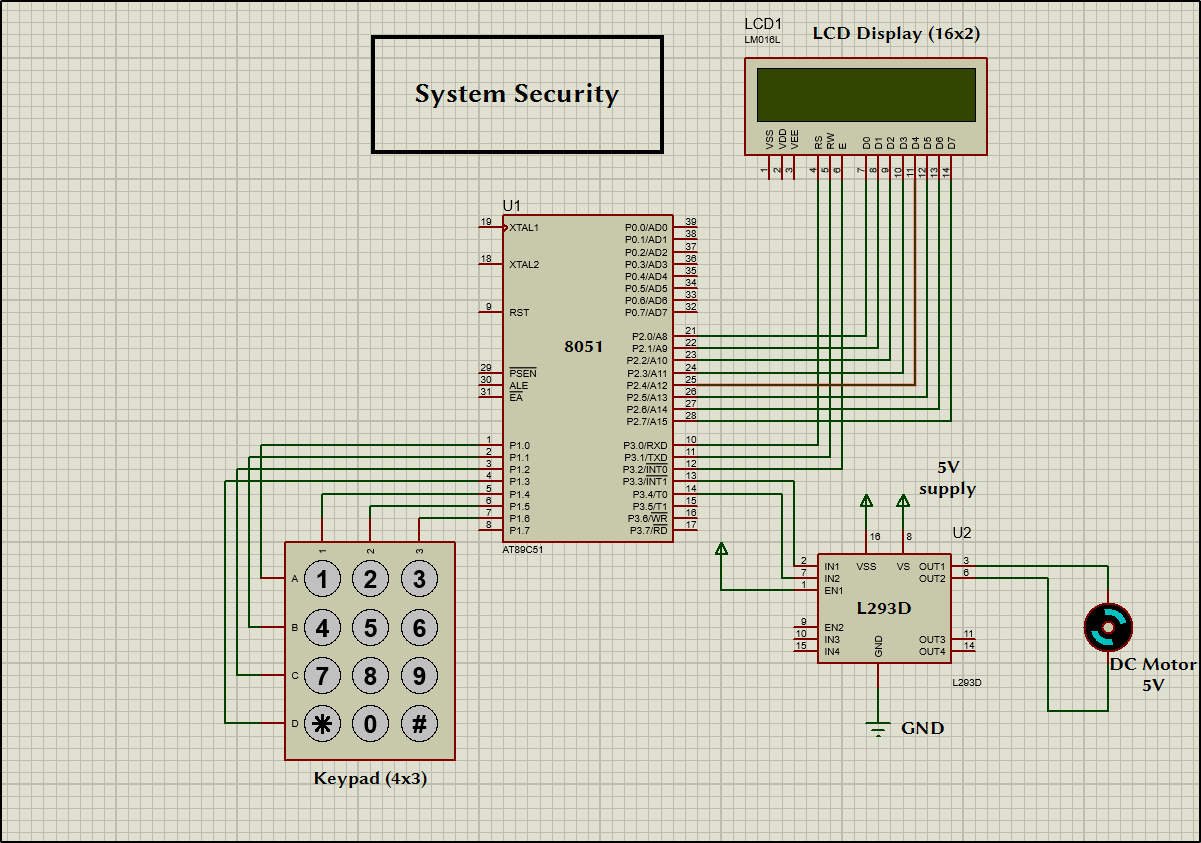 LCD1
LM016L
LCD Display (16x2)
System Security
VSS VDD VEE RS RW E D0 D1 D2 D3 D4 D5 D6 D7
1 2 3 4 5 6 7 8 9 10 11 12 13 14
U1
19 XTAL1 P0.0/AD0 39
P0.1/AD1 38
P0.2/AD2 37
18 XTAL2 P0.3/AD3 36
P0.4/AD4 35
P0.5/AD5 34
P0.6/AD6 33
9 RST P0.7/AD7 32
P2.0/A8 21
8051 P2.1/A9 22
P2.2/A10 23
29 PSEN P2.3/A11 24
30 ALE P2.4/A12 25
31 EA P2.5/A13 26
P2.6/A14 27
P2.7/A15 28
1 P1.0 P3.0/RXD 10
2 P1.1 P3.1/TXD 11
3 P1.2 P3.2/INT0 12
4 P1.3 P3.3/INT1 13
5 P1.4 P3.4/T0 14
6 P1.5 P3.5/T1 15
7 P1.6 P3.6/WR 16
8 P1.7 P3.7/RD 17
AT89C51
5V
supply
U2
16 8
2 IN1 VSS VS OUT1 3
7 IN2 OUT2 6
1 EN1
L293D
9 EN2
10 IN3 GND OUT3 11
15 IN4 OUT4 14
L293D
DC Motor
5V
GND
1 2 3
A 1 2 3
B 4 5 6
C 7 8 9
D * 0 #
Keypad (4x3)